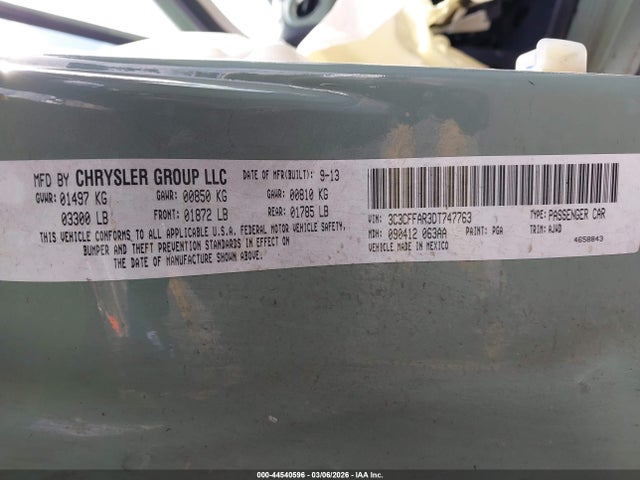 MFD BY CHRYSLER GROUP LLC DATE OF MFR(BUILT): 9-13
GVWR: 01497 KG GAWR: 00850 KG GAWR: 00810 KG
03300 LB FRONT: 01872 LB REAR: 01785 LB
THIS VEHICLE CONFORMS TO ALL APPLICABLE U.S.A. FEDERAL MOTOR VEHICLE SAFETY,
BUMPER AND THEFT PREVENTION STANDARDS IN EFFECT ON
THE DATE OF MANUFACTURE SHOWN ABOVE.
VIN: 3C3CFFAR3DT747763 TYPE: PASSENGER CAR
MDH: 090412 063AA PAINT: PGA TRIM: AJWD
VEHICLE MADE IN MEXICO 4658843
000-44540596 - 03/06/2026 - IAA Inc.